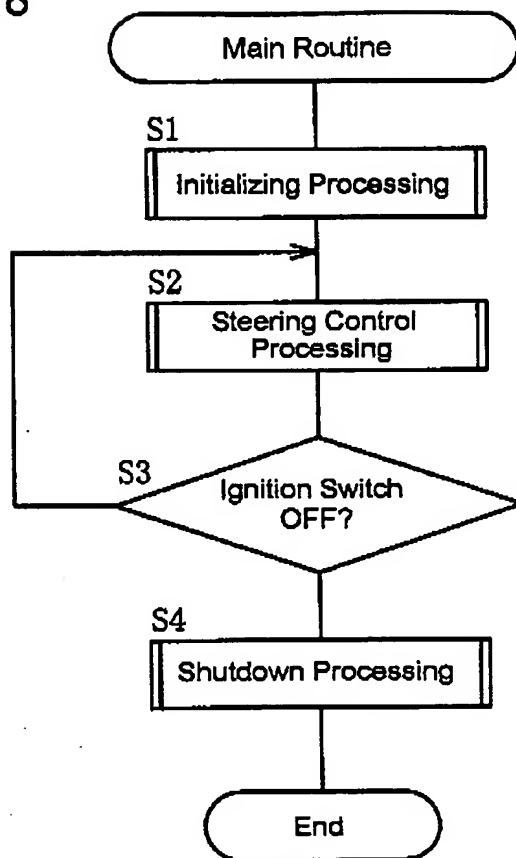 Main Routine
S1
Initializing Processing
S2
Steering Control
Processing
S3
Ignition Switch
OFF?
S4
Shutdown Processing
End